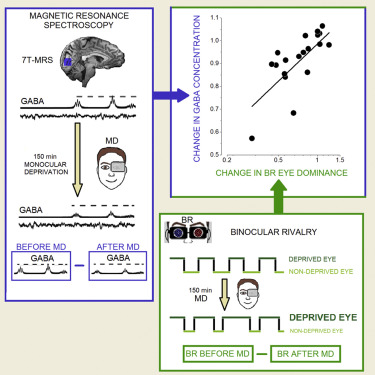 MAGNETIC RESONANCE
SPECTROSCOPY
7T-MRS
GABA
150 min
MONOCULAR
DEPRIVATION
MD
GABA
BEFORE MD
AFTER MD
GABA
GABA
CHANGE IN GABA CONCENTRATION
1.1
1.0
0.9
0.8
0.7
0.6
0.5
0.2
0.5
1
1.5
CHANGE IN BR EYE DOMINANCE
BR
BINOCULAR RIVALRY
DEPRIVED EYE
NON-DEPRIVED EYE
150 min
MD
DEPRIVED EYE
NON-DEPRIVED EYE
BR BEFORE MD
BR AFTER MD